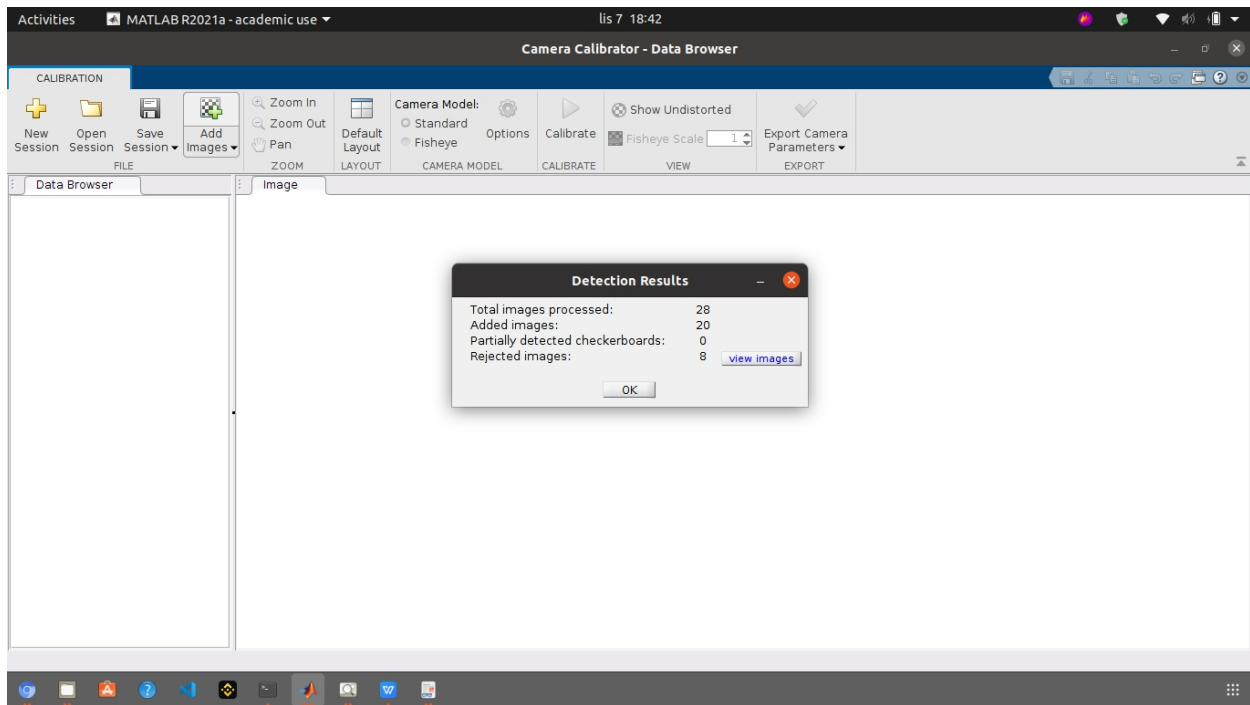 Activities
MATLAB R2021a - academic use
lis 7 18:42
Camera Calibrator - Data Browser
CALIBRATION
New Session
Open Session
Save Session
Add Images
FILE
Zoom In
Zoom Out
Pan
ZOOM
Default Layout
LAYOUT
Camera Model:
Standard
Fisheye
Options
CAMERA MODEL
Calibrate
CALIBRATE
Show Undistorted
Fisheye Scale 1
VIEW
Export Camera Parameters
EXPORT
Data Browser
Image
Detection Results
Total images processed: 28
Added images: 20
Partially detected checkerboards: 0
Rejected images: 8 view images
OK